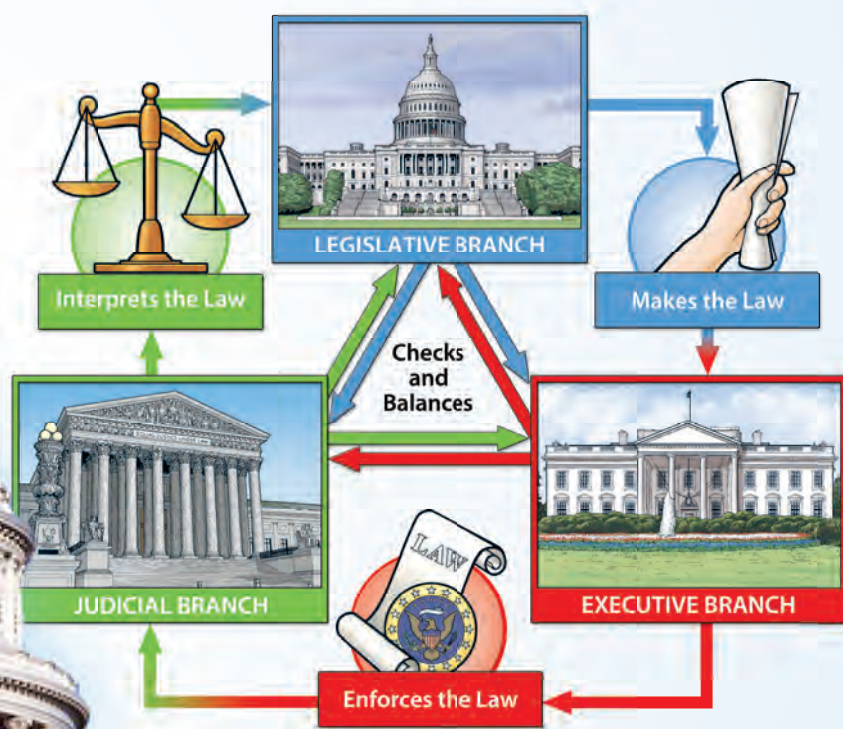 LEGISLATIVE BRANCH
Interprets the Law
Makes the Law
Checks
and
Balances
LAW
JUDICIAL BRANCH
EXECUTIVE BRANCH
Enforces the Law